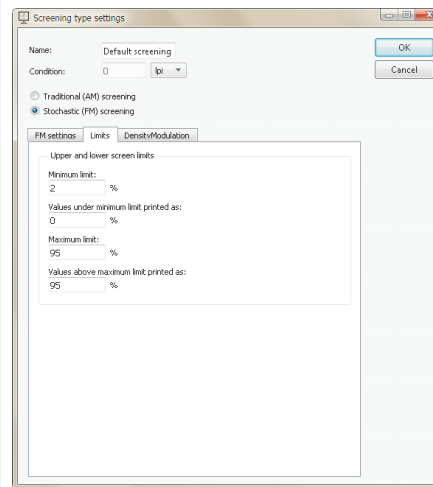 Screening type settings
Name: Default screening
OK
Condition: 0 lpi
Cancel
Traditional (AM) screening
Stochastic (FM) screening
FM settings Limits DensityModulation
Upper and lower screen limits
Minimum limit:
2 %
Values under minimum limit printed as:
0 %
Maximum limit:
95 %
Values above maximum limit printed as:
95 %